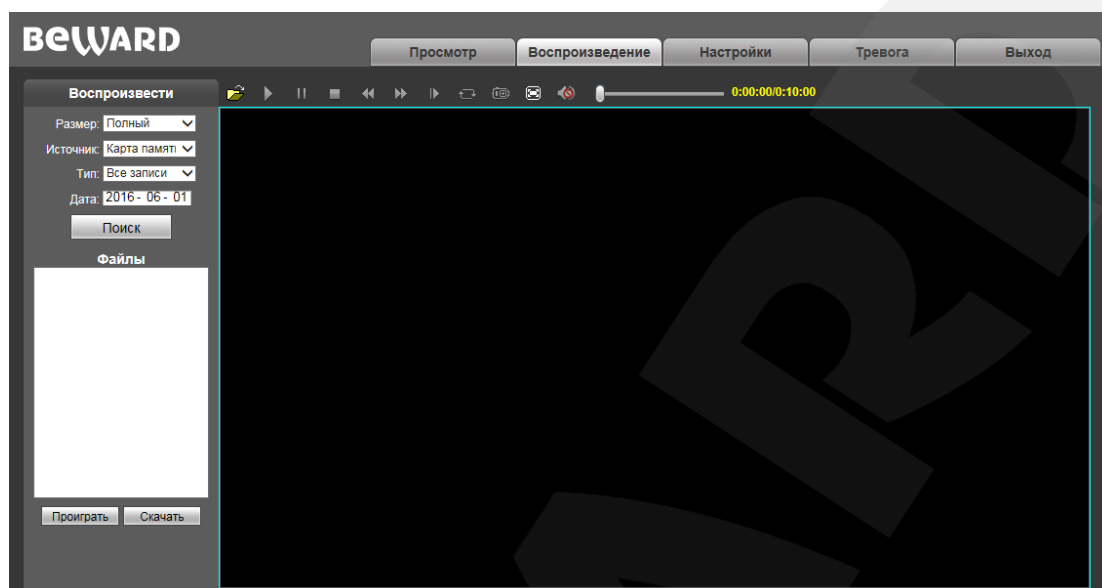 BEWARD
Просмотр Воспроизведение Настройки Тревога Выход
Воспроизвести
0:00:00/0:10:00
Размер: Полный
Источник: Карта памяти
Тип: Все записи
Дата: 2016 - 06 - 01
Поиск
Файлы
Проиграть Скачать